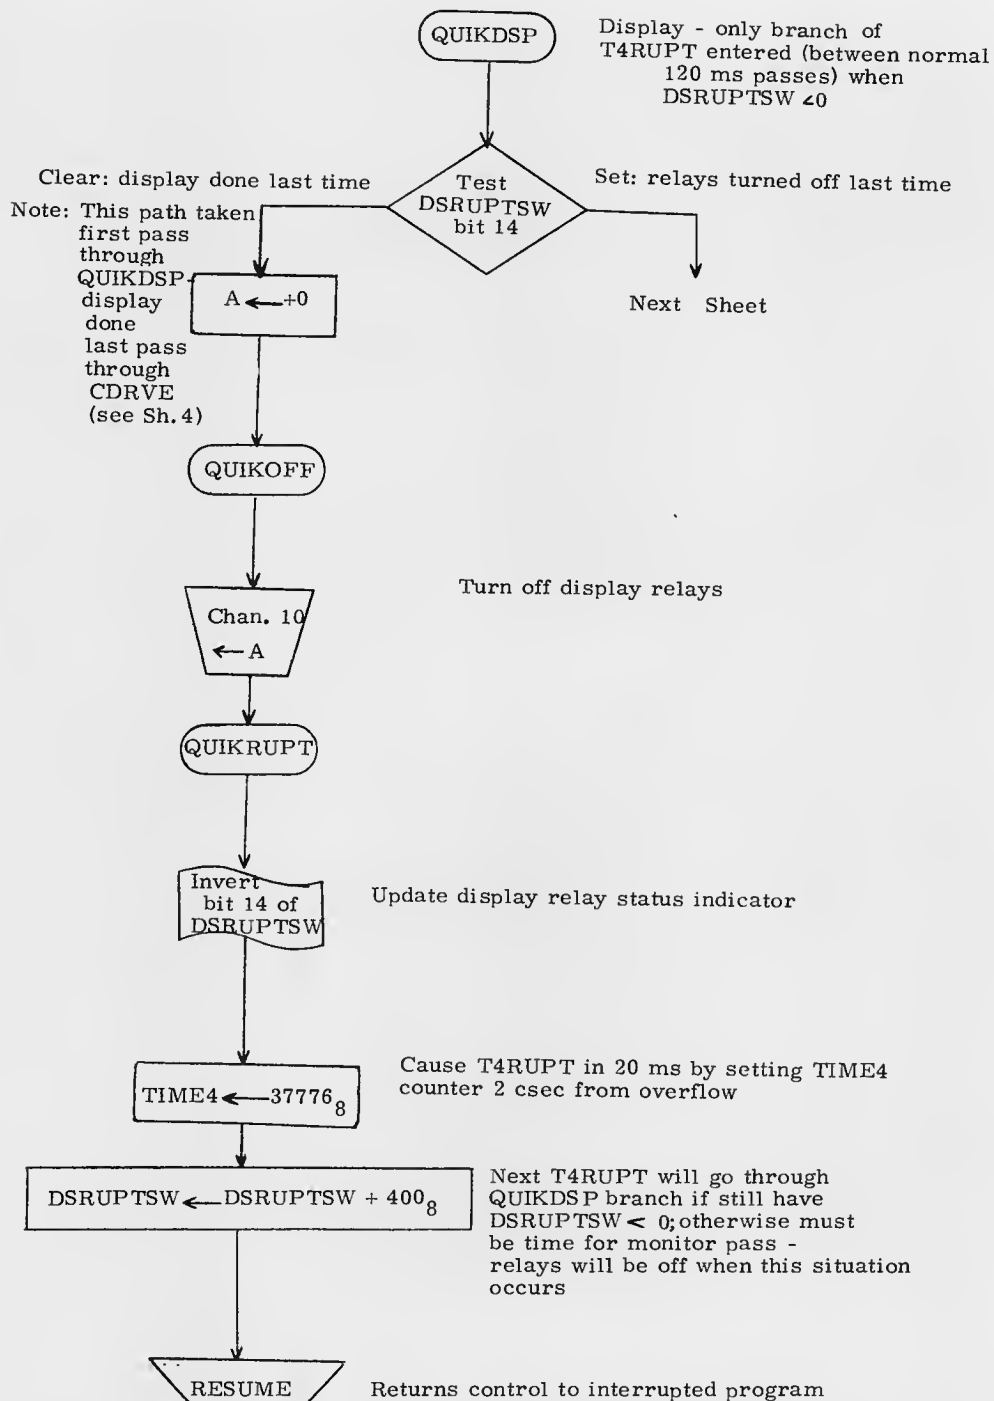 QUIKDSP
Display - only branch of
T4RUPT entered (between normal
120 ms passes) when
DSRUPTSW <0
Clear: display done last time
Test
DSRUPTSW
bit 14
Set: relays turned off last time
Note: This path taken
first pass
through
QUIKDSP-
display
done
last pass
through
CDRVE
(see Sh. 4)
A ← +0
Next Sheet
QUIKOFF
Chan. 10
← A
Turn off display relays
QUIKRUPT
Invert
bit 14 of
DSRUPTSW
Update display relay status indicator
TIME4 ← 37776₈
Cause T4RUPT in 20 ms by setting TIME4
counter 2 csec from overflow
DSRUPTSW ← DSRUPTSW + 400₈
Next T4RUPT will go through
QUIKDSP branch if still have
DSRUPTSW < 0; otherwise must
be time for monitor pass -
relays will be off when this situation
occurs
RESUME
Returns control to interrupted program